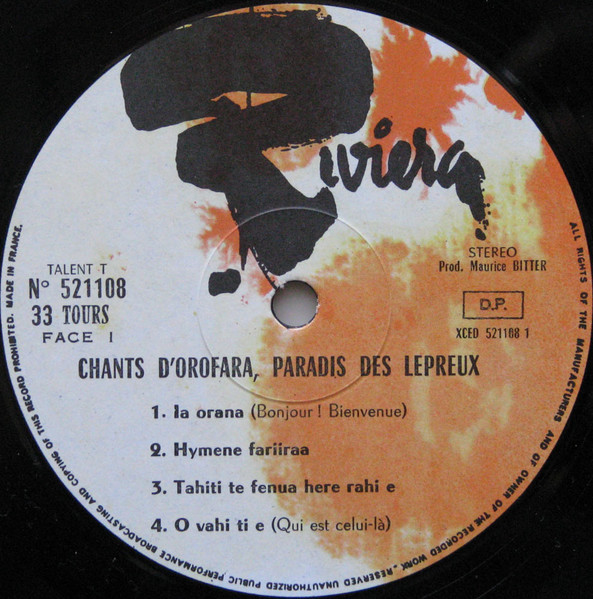 Riviera
TALENT T
N° 521108
33 TOURS
FACE 1
STEREO
Prod. Maurice BITTER
D.P.
XCED 521108 1
CHANTS D'OROFARA, PARADIS DES LEPREUX
1. Ia orana (Bonjour ! Bienvenue)
2. Hymene fariiraa
3. Tahiti te fenua here rahi e
4. O vahi ti e (Qui est celui-là)
ALL RIGHTS OF THE MANUFACTURERS AND OF OWNER OF THE RECORDED WORK. RESERVED UNAUTHORIZED PUBLIC PERFORMANCE BROADCASTING AND COPYING OF THIS RECORD PROHIBITED. MADE IN FRANCE.